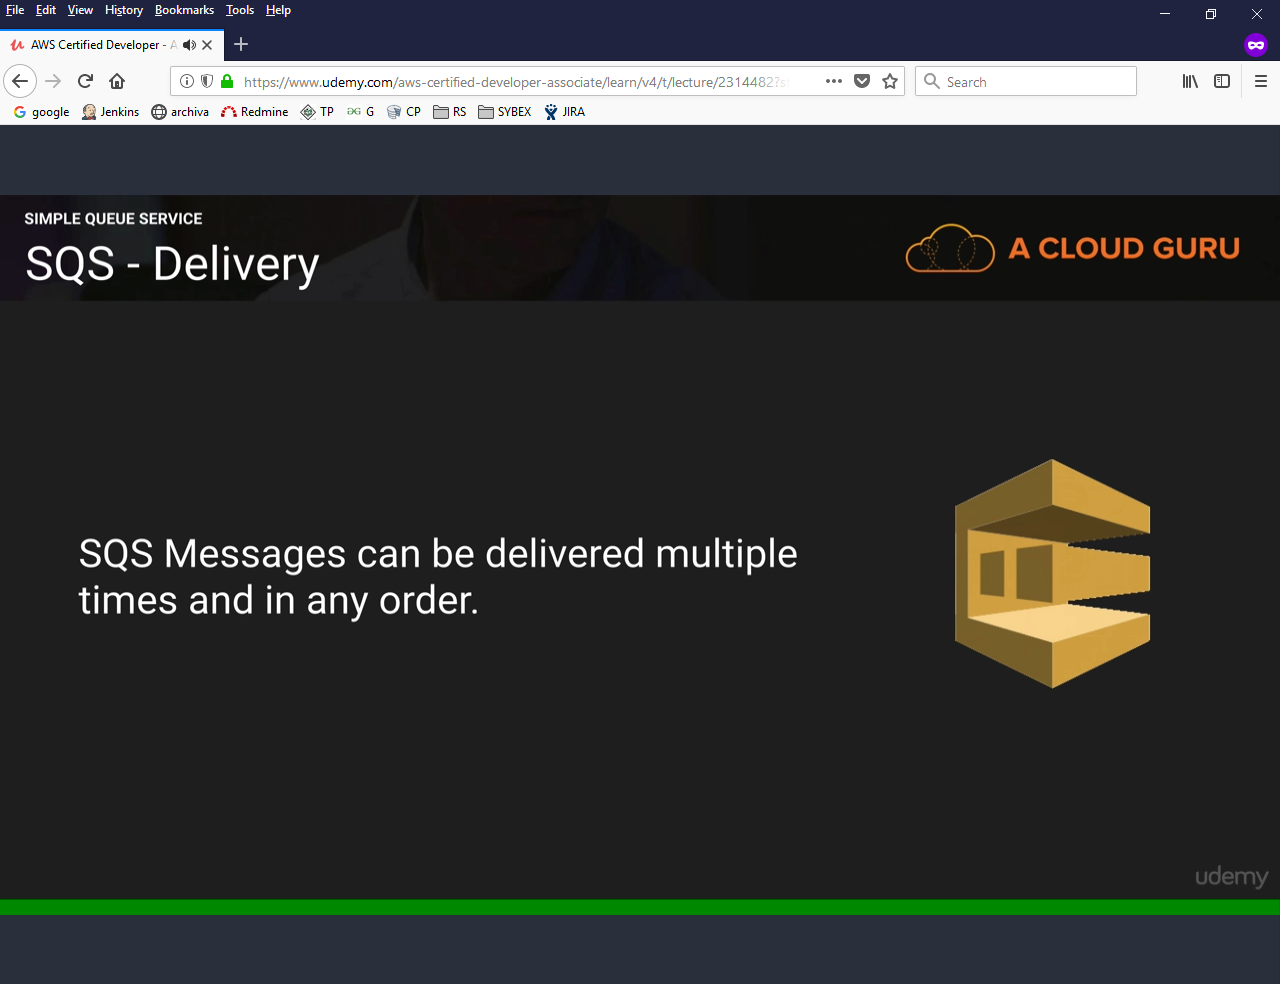 File Edit View History Bookmarks Tools Help
AWS Certified Developer - A
https://www.udemy.com/aws-certified-developer-associate/learn/v4/t/lecture/2314482?s
Search
google Jenkins archiva Redmine TP G CP RS SYBEX JIRA
SIMPLE QUEUE SERVICE
SQS - Delivery
A CLOUD GURU
SQS Messages can be delivered multiple
times and in any order.
udemy